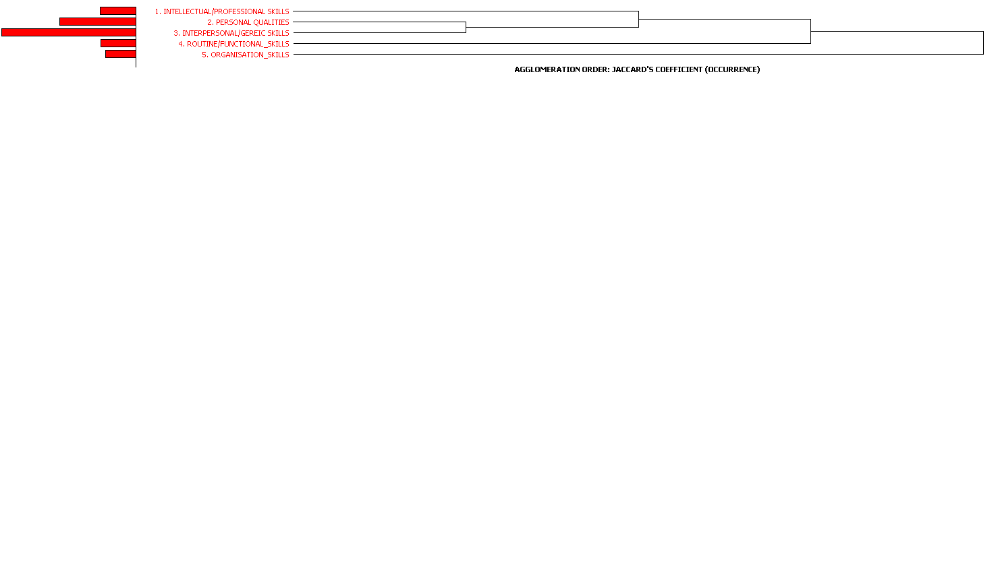 1. INTELLECTUAL/PROFESSIONAL SKILLS
2. PERSONAL QUALITIES
3. INTERPERSONAL/GEREIC SKILLS
4. ROUTINE/FUNCTIONAL_SKILLS
5. ORGANISATION_SKILLS
AGGLOMERATION ORDER: JACCARD'S COEFFICIENT (OCCURRENCE)